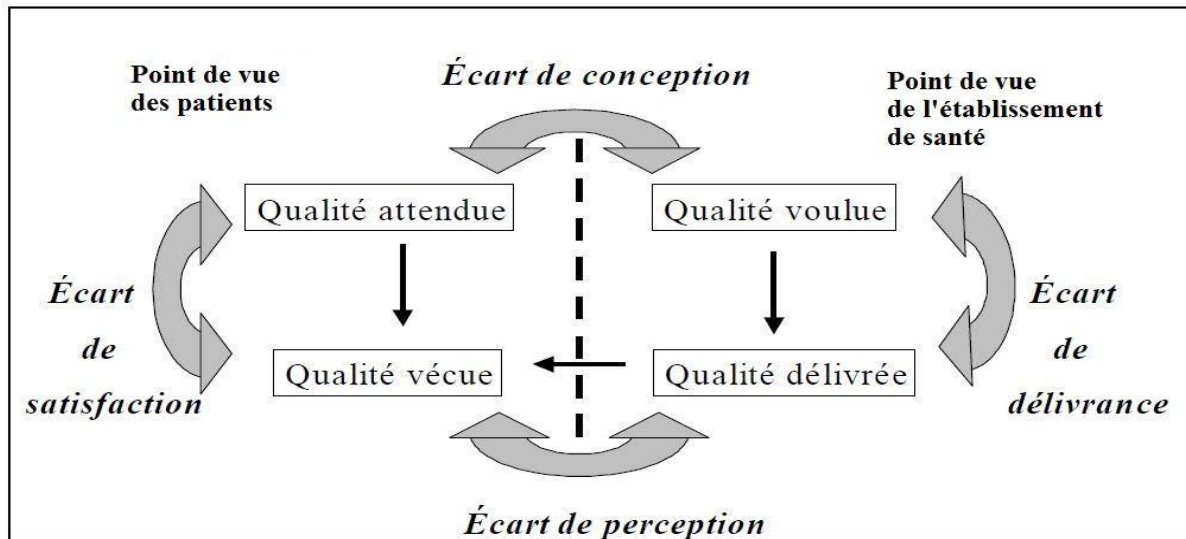 Point de vue
des patients
Écart de conception
Point de vue
de l'établissement
de santé
Qualité attendue
Qualité voulue
Écart
de
satisfaction
Écart
de
délivrance
Qualité vécue
Qualité délivrée
Écart de perception